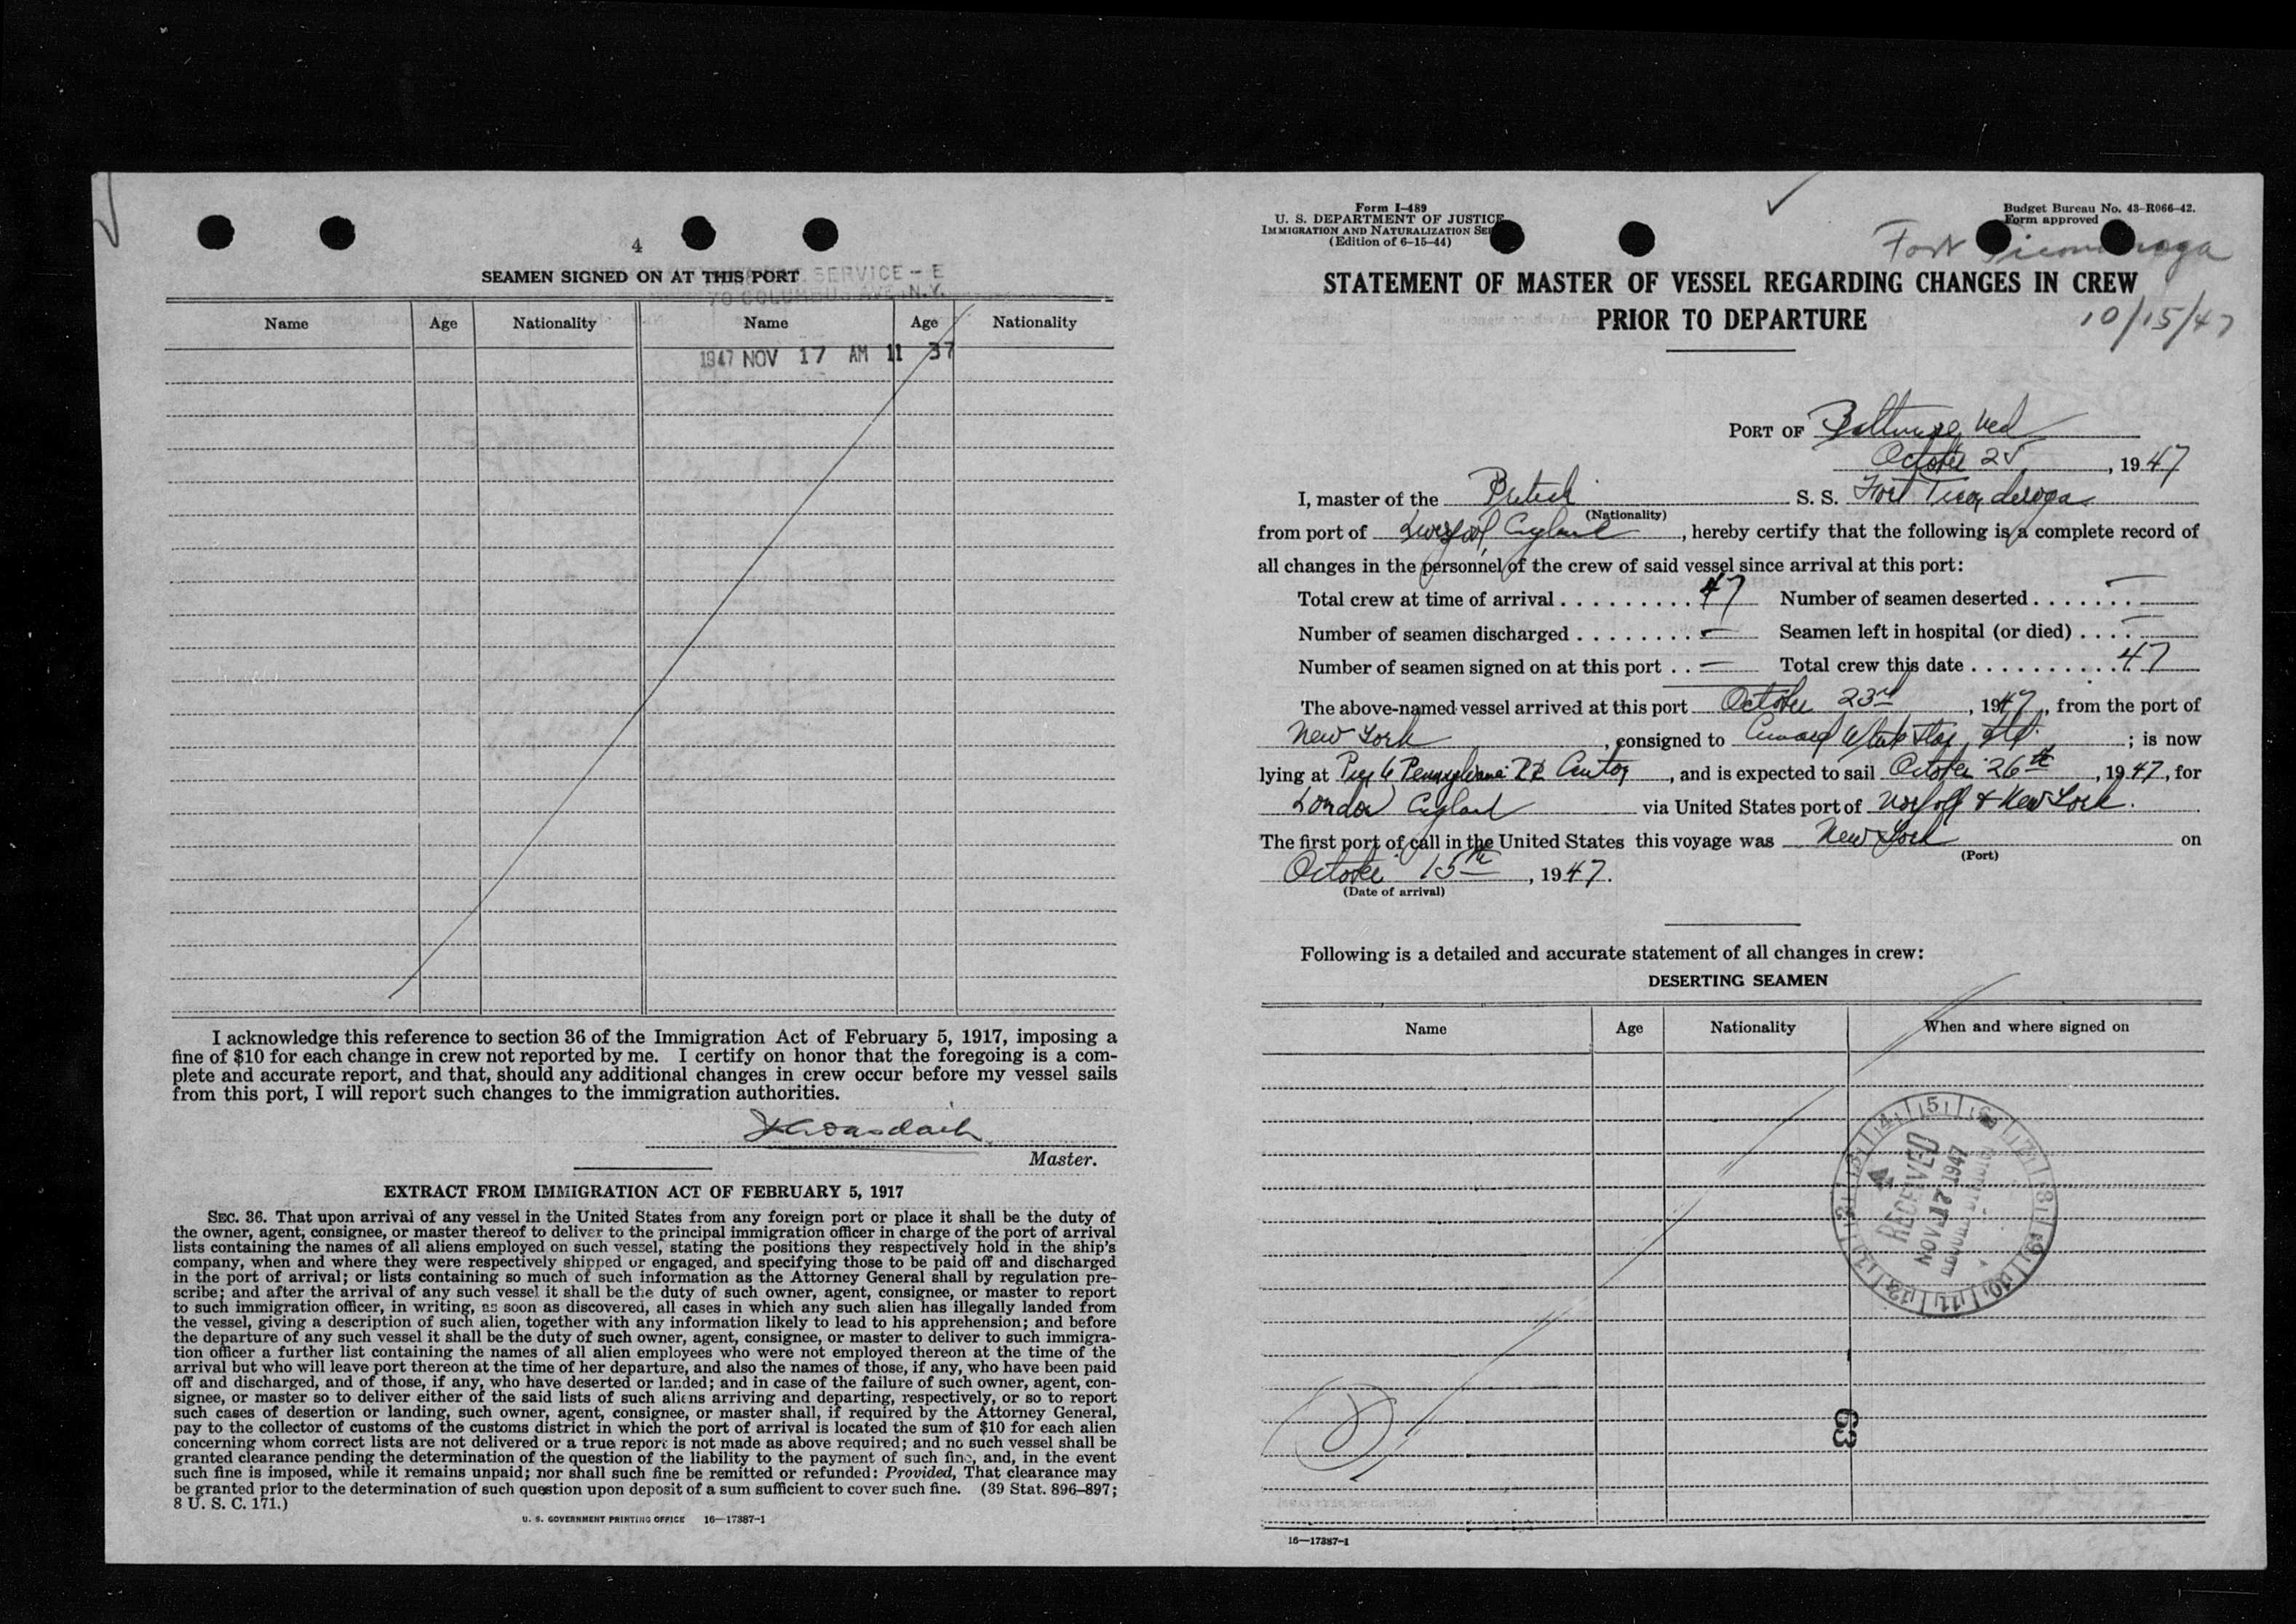 4
SEAMEN SIGNED ON AT THIS PORT
SERVICE - E
70 COLUMBUS AVE. N.Y.
Name Age Nationality Name Age Nationality
1947 NOV 17 AM 11 37
I acknowledge this reference to section 36 of the Immigration Act of February 5, 1917, imposing a
fine of $10 for each change in crew not reported by me. I certify on honor that the foregoing is a com-
plete and accurate report, and that, should any additional changes in crew occur before my vessel sails
from this port, I will report such changes to the immigration authorities.
Master.
EXTRACT FROM IMMIGRATION ACT OF FEBRUARY 5, 1917
SEC. 36. That upon arrival of any vessel in the United States from any foreign port or place it shall be the duty of
the owner, agent, consignee, or master thereof to deliver to the principal immigration officer in charge of the port of arrival
lists containing the names of all aliens employed on such vessel, stating the positions they respectively hold in the ship's
company, when and where they were respectively shipped or engaged, and specifying those to be paid off and discharged
in the port of arrival; or lists containing so much of such information as the Attorney General shall by regulation pre-
scribe; and after the arrival of any such vessel it shall be the duty of such owner, agent, consignee, or master to report
to such immigration officer, in writing, as soon as discovered, all cases in which any such alien has illegally landed from
the vessel, giving a description of such alien, together with any information likely to lead to his apprehension; and before
the departure of any such vessel it shall be the duty of such owner, agent, consignee, or master to deliver to such immigra-
tion officer a further list containing the names of all alien employees who were not employed thereon at the time of the
arrival but who will leave port thereon at the time of her departure, and also the names of those, if any, who have been paid
off and discharged, and of those, if any, who have deserted or landed; and in case of the failure of such owner, agent, con-
signee, or master so to deliver either of the said lists of such aliens arriving and departing, respectively, or so to report
such cases of desertion or landing, such owner, agent, consignee, or master shall, if required by the Attorney General,
pay to the collector of customs of the customs district in which the port of arrival is located the sum of $10 for each alien
concerning whom correct lists are not delivered or a true report is not made as above required; and no such vessel shall be
granted clearance pending the determination of the question of the liability to the payment of such fine, and, in the event
such fine is imposed, while it remains unpaid; nor shall such fine be remitted or refunded: Provided, That clearance may
be granted prior to the determination of such question upon deposit of a sum sufficient to cover such fine. (39 Stat. 896-897;
8 U. S. C. 171.)
U. S. GOVERNMENT PRINTING OFFICE 16—17387-1
Form I-489
U. S. DEPARTMENT OF JUSTICE
IMMIGRATION AND NATURALIZATION SER
(Edition of 6-15-44)
Budget Bureau No. 43-R066-42.
Form approved
Fort Ticonderoga
10/15/47
STATEMENT OF MASTER OF VESSEL REGARDING CHANGES IN CREW
PRIOR TO DEPARTURE
PORT OF Baltimore, Md
October 25, 1947
I, master of the British S. S. Fort Ticonderoga
(Nationality)
from port of Liverpool, England, hereby certify that the following is a complete record of
all changes in the personnel of the crew of said vessel since arrival at this port:
Total crew at time of arrival . . . . . . . . . 47 Number of seamen deserted . . . . . . . —
Number of seamen discharged . . . . . . . . — Seamen left in hospital (or died) . . . . —
Number of seamen signed on at this port . . — Total crew this date . . . . . . . . . . 47
The above-named vessel arrived at this port October 23rd, 1947, from the port of
New York, consigned to Cunard White Star, Ltd.; is now
lying at Pier 6 Pennsylvania RR Canton, and is expected to sail October 26th, 1947, for
London England via United States port of Norfolk & New York.
The first port of call in the United States this voyage was New York on
(Port)
October 15th, 1947.
(Date of arrival)
Following is a detailed and accurate statement of all changes in crew:
DESERTING SEAMEN
Name Age Nationality When and where signed on
RECEIVED
NOV 17 1947
63
16—17387-1